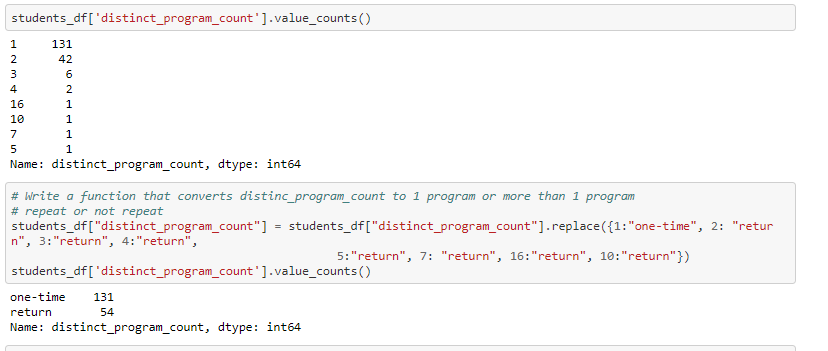 students_df['distinct_program_count'].value_counts()
1     131
2      42
3       6
4       2
16      1
10      1
7       1
5       1
Name: distinct_program_count, dtype: int64
# Write a function that converts distinc_program_count to 1 program or more than 1 program
# repeat or not repeat
students_df["distinct_program_count"] = students_df["distinct_program_count"].replace({1:"one-time", 2: "retur
n", 3:"return", 4:"return",
5:"return", 7: "return", 16:"return", 10:"return"})
students_df['distinct_program_count'].value_counts()
one-time    131
return       54
Name: distinct_program_count, dtype: int64